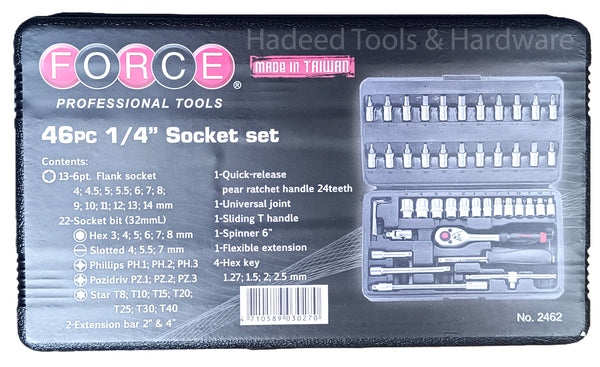 Hadeed Tools & Hardware
FORCE®
MADE IN TAIWAN
PROFESSIONAL TOOLS
46PC 1/4” Socket set
Contents:
13-6pt. Flank socket
4; 4.5; 5; 5.5; 6; 7; 8;
9; 10; 11; 12; 13; 14 mm
22-Socket bit (32mmL)
Hex 3; 4; 5; 6; 7; 8 mm
Slotted 4; 5.5; 7 mm
Phillips PH.1; PH.2; PH.3
Pozidriv PZ.1; PZ.2; PZ.3
Star T8; T10; T15; T20;
T25; T30; T40
2-Extension bar 2" & 4"
1-Quick-release
pear ratchet handle 24teeth
1-Universal joint
1-Sliding T handle
1-Spinner 6"
1-Flexible extension
4-Hex key
1.27; 1.5; 2; 2.5 mm
4 710589 030270
No. 2462